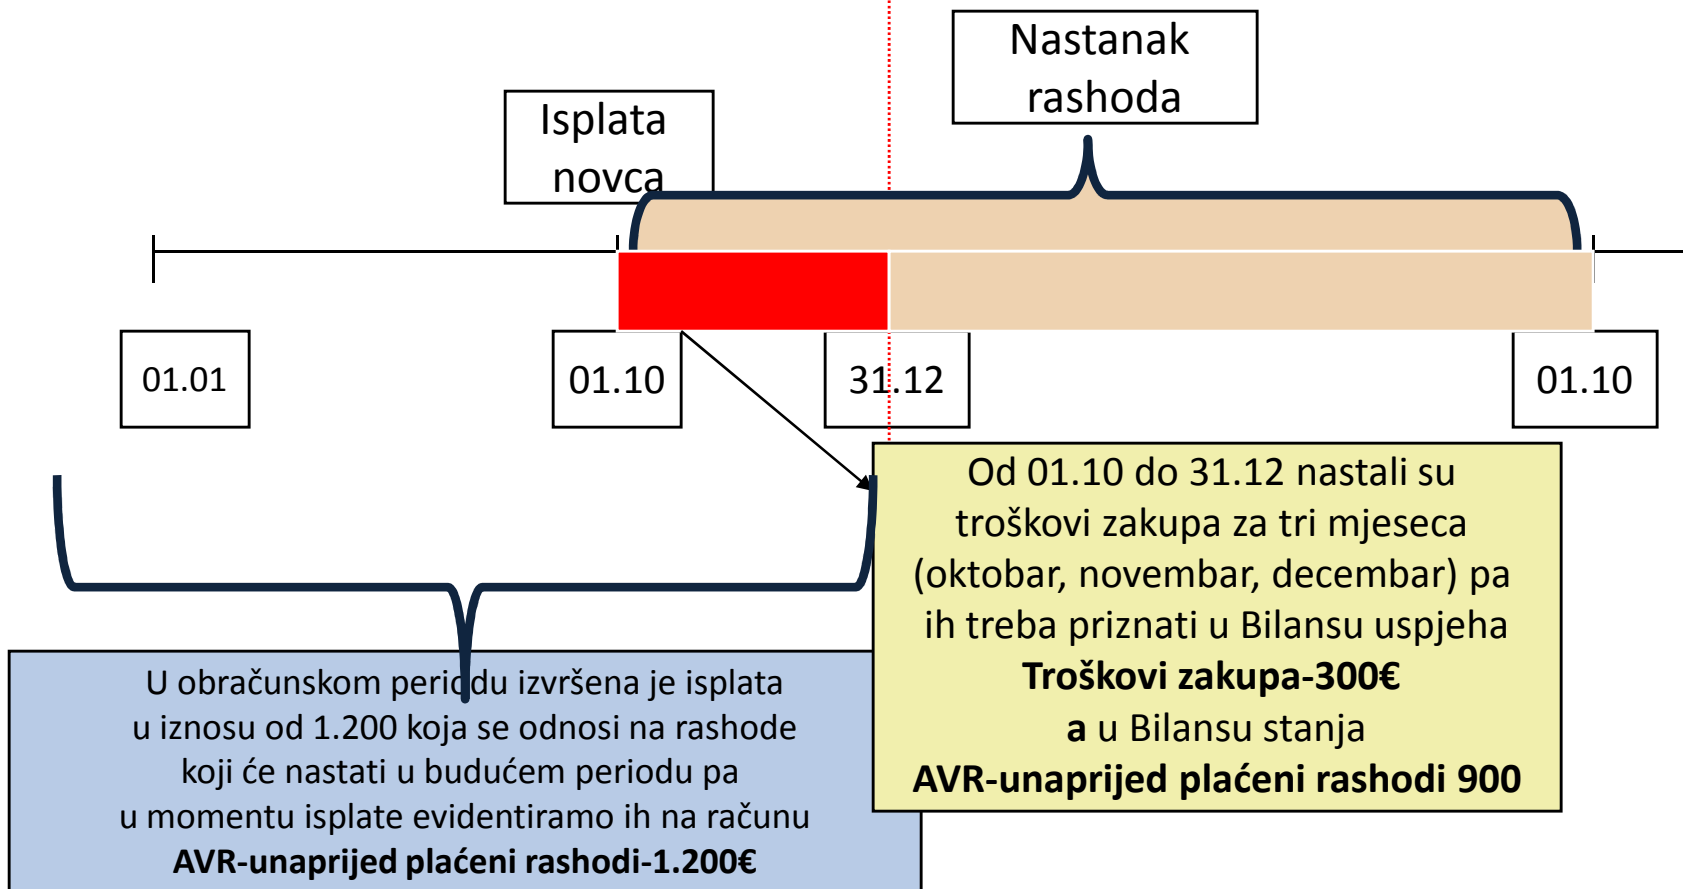 Nastanak
rashoda
Isplata
novca
01.01
01.10
31.12
01.10
Od 01.10 do 31.12 nastali su
troškovi zakupa za tri mjeseca
(oktobar, novembar, decembar) pa
ih treba priznati u Bilansu uspjeha
Troškovi zakupa-300€
a u Bilansu stanja
AVR-unaprijed plaćeni rashodi 900
U obračunskom periodu izvršena je isplata
u iznosu od 1.200 koja se odnosi na rashode
koji će nastati u budućem periodu pa
u momentu isplate evidentiramo ih na računu
AVR-unaprijed plaćeni rashodi-1.200€